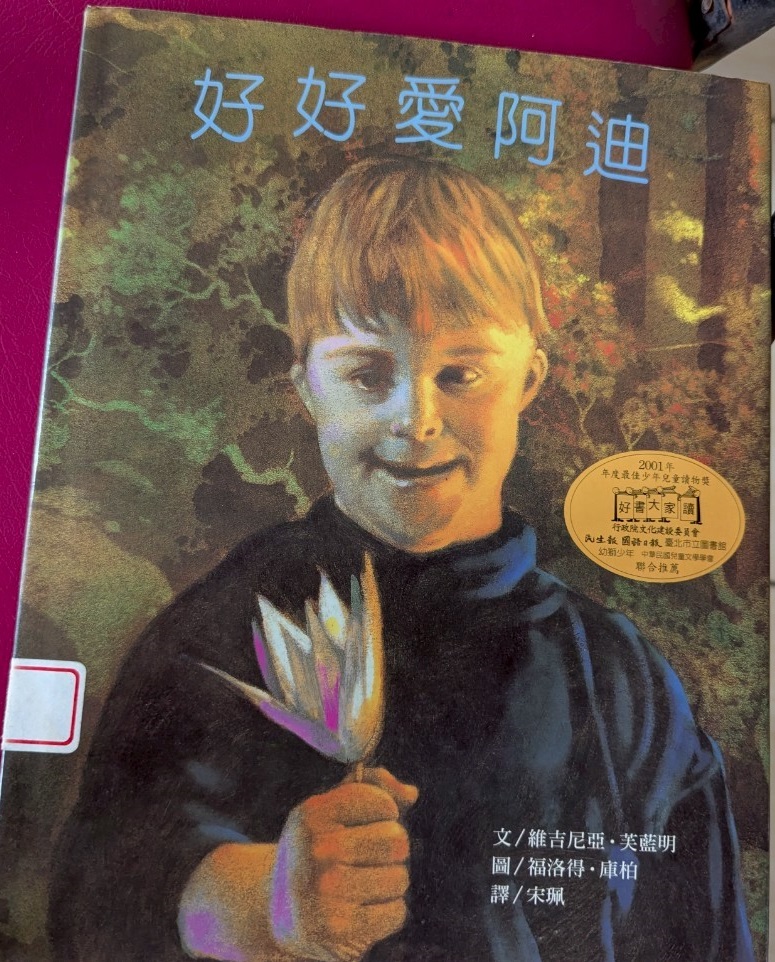 好好愛阿迪
2001年
年度最佳少年兒童讀物獎
好書大家讀
行政院文化建設委員會
民生報 國語日報 臺北市立圖書館
幼獅少年 中華民國兒童文學學會
聯合推薦
文/維吉尼亞·芙藍明
圖/福洛得·庫柏
譯/宋珮